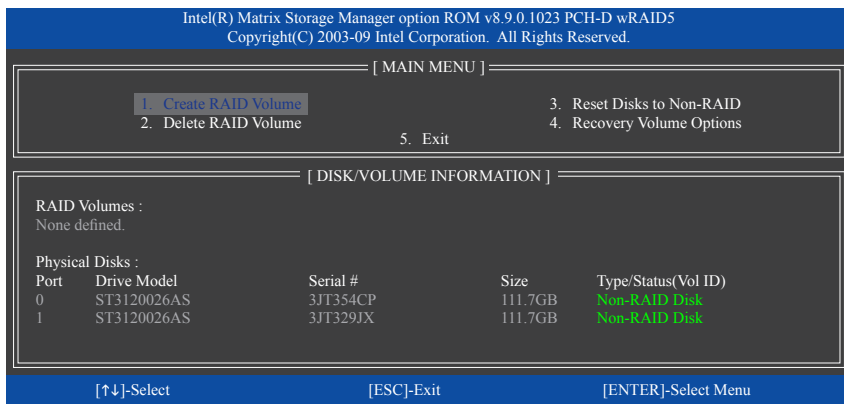 Intel(R) Matrix Storage Manager option ROM v8.9.0.1023 PCH-D wRAID5
Copyright(C) 2003-09 Intel Corporation. All Rights Reserved.
[ MAIN MENU ]
1. Create RAID Volume 3. Reset Disks to Non-RAID
2. Delete RAID Volume 4. Recovery Volume Options
5. Exit
[ DISK/VOLUME INFORMATION ]
RAID Volumes :
None defined.
Physical Disks :
Port Drive Model Serial # Size Type/Status(Vol ID)
0 ST3120026AS 3JT354CP 111.7GB Non-RAID Disk
1 ST3120026AS 3JT329JX 111.7GB Non-RAID Disk
[↑↓]-Select [ESC]-Exit [ENTER]-Select Menu